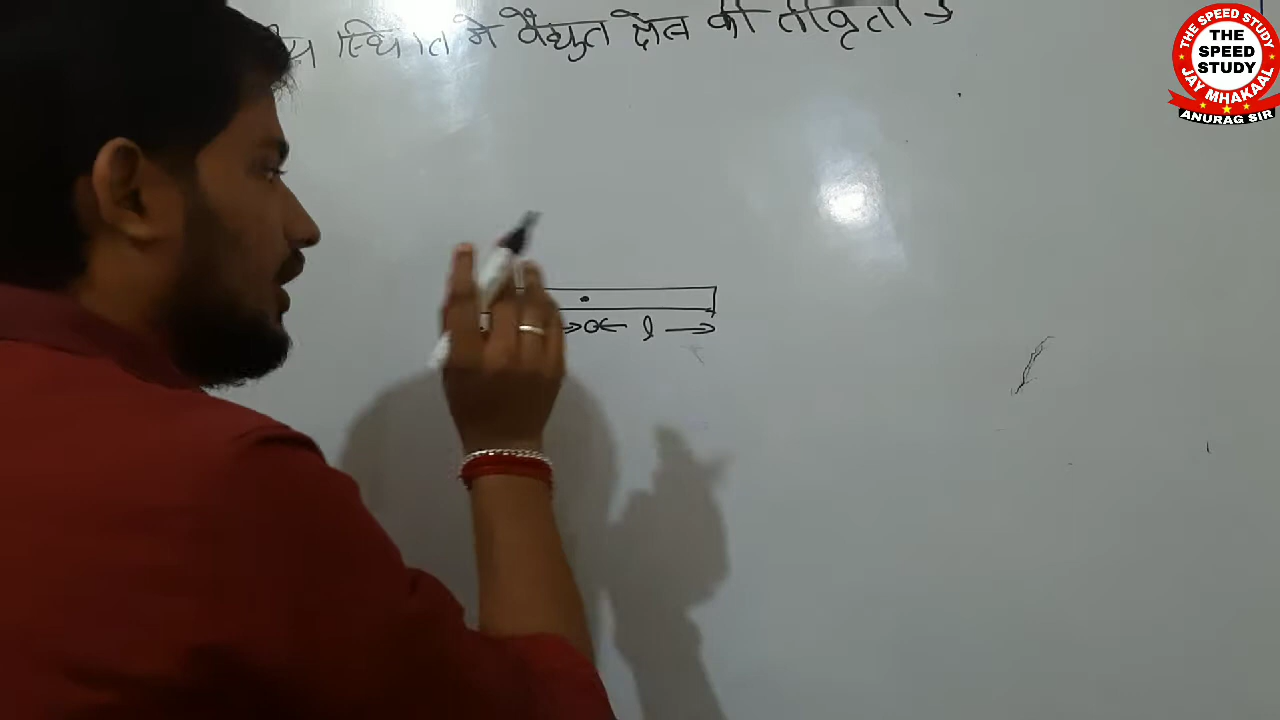 स्थिति में वैद्युत क्षेत्र की तीव्रता →
l
THE SPEED STUDY
THE
SPEED
STUDY
JAY MHAKAAL
ANURAG SIR